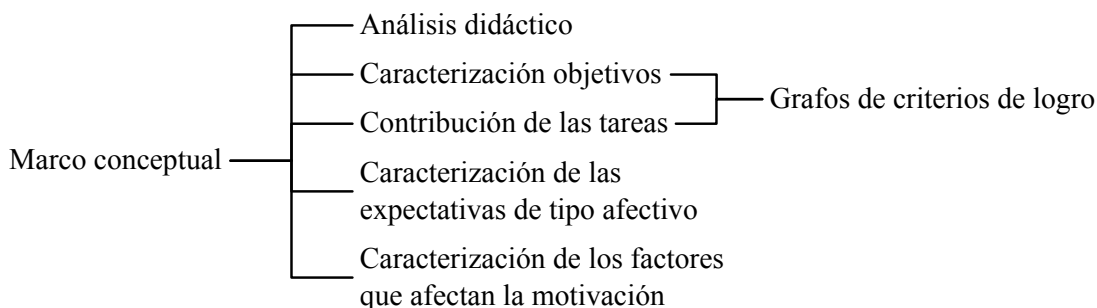 Análisis didáctico
Caracterización objetivos
Grafos de criterios de logro
Contribución de las tareas
Marco conceptual
Caracterización de las
expectativas de tipo afectivo
Caracterización de los factores
que afectan la motivación